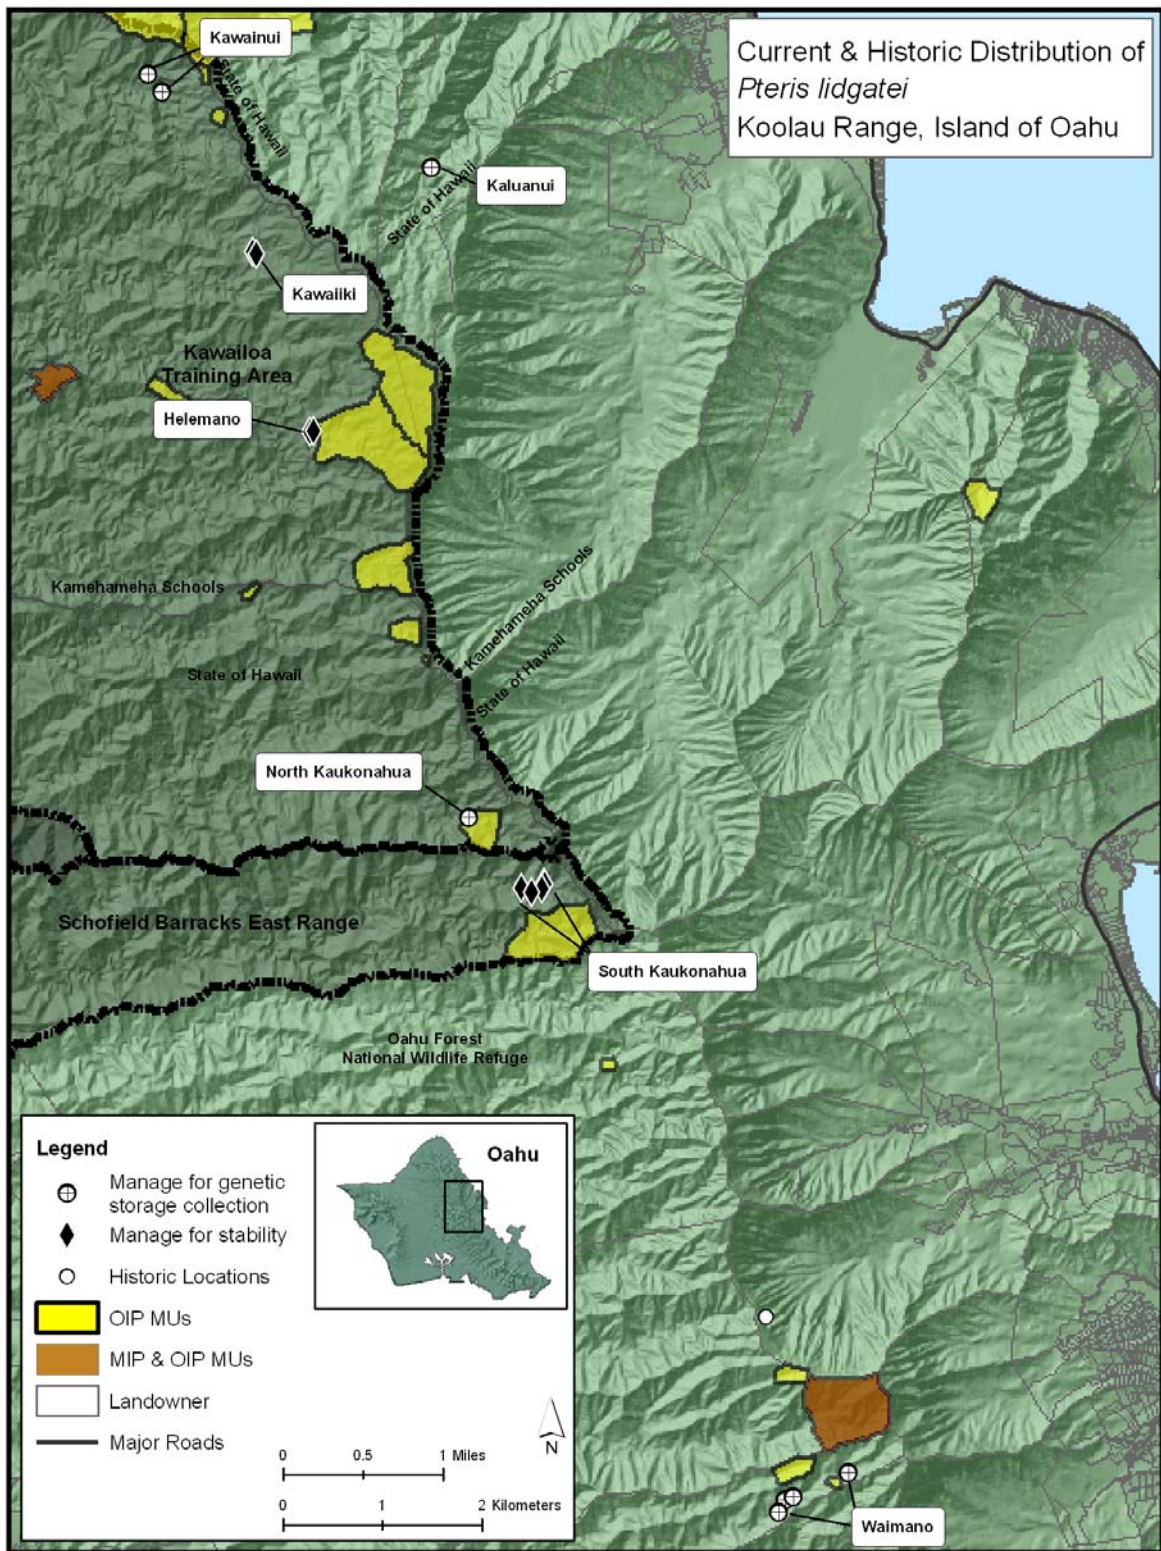 Current & Historic Distribution of
Pteris lidgatei
Koolau Range, Island of Oahu
Kawainui
State of Hawaii
Kaluanui
State of Hawaii
Kawaiiki
Kawailoa
Training Area
Helemano
Kamehameha Schools
Kamehameha Schools
State of Hawaii
State of Hawaii
North Kaukonahua
Schofield Barracks East Range
South Kaukonahua
Oahu Forest
National Wildlife Refuge
Legend
Manage for genetic
storage collection
Manage for stability
Historic Locations
OIP MUs
MIP & OIP MUs
Landowner
Major Roads
Oahu
N
0 0.5 1 Miles
0 1 2 Kilometers
Waimano